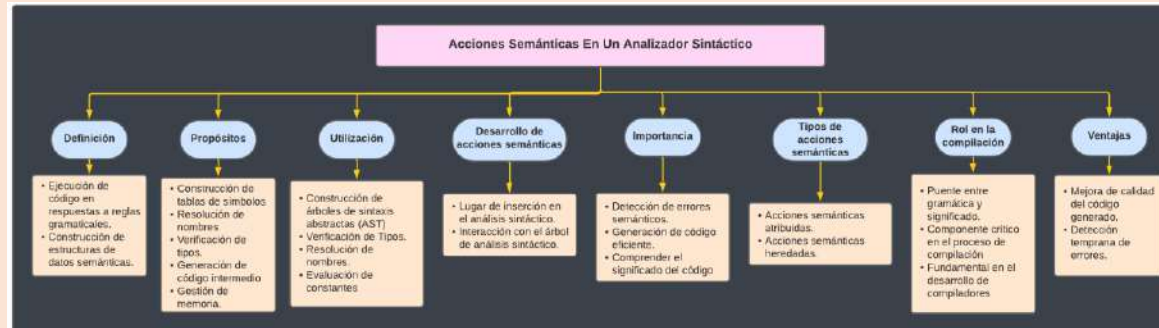 Acciones Semánticas En Un Analizador Sintáctico
Definición
• Ejecución de
código en
respuestas a reglas
gramaticales.
• Construcción de
estructuras de
datos semánticas.
Propósitos
• Construcción de
tablas de simbolos
• Resolución de
nombres
• Verificación de
tipos.
• Generación de
código intermedio
• Gestión de
memoria.
Utilización
• Construcción de
árboles de sintaxis
abstractas (AST)
• Verificación de Tipos.
• Resolución de
nombres.
• Evaluación de
constantes
Desarrollo de
acciones semánticas
• Lugar de inserción en
el análisis sintáctico.
• Interacción con el árbol
de análisis sintáctico.
Importancia
• Detección de errores
semánticos.
• Generación de código
eficiente.
• Comprender el
significado del código
Tipos de
acciones
semánticas
• Acciones semánticas
atribuidas.
• Acciones semánticas
heredadas.
Rol en la
compilación
• Puente entre
gramática y
significado.
• Componente crítico
en el proceso de
compilación
• Fundamental en el
desarrollo de
compiladores
Ventajas
• Mejora de calidad
del código
generado.
• Detección
temprana de
errores.